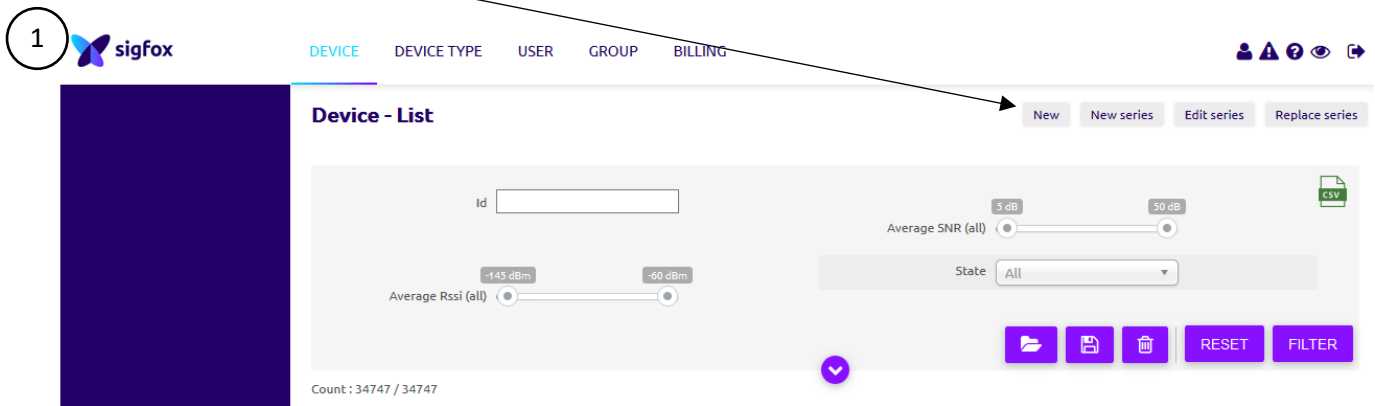 1
sigfox
DEVICE DEVICE TYPE USER GROUP BILLING
Device - List
New New series Edit series Replace series
Id
CSV
5 dB 50 dB
Average SNR (all)
-145 dBm -60 dBm
State All
Average Rssi (all)
RESET FILTER
Count : 34747 / 34747